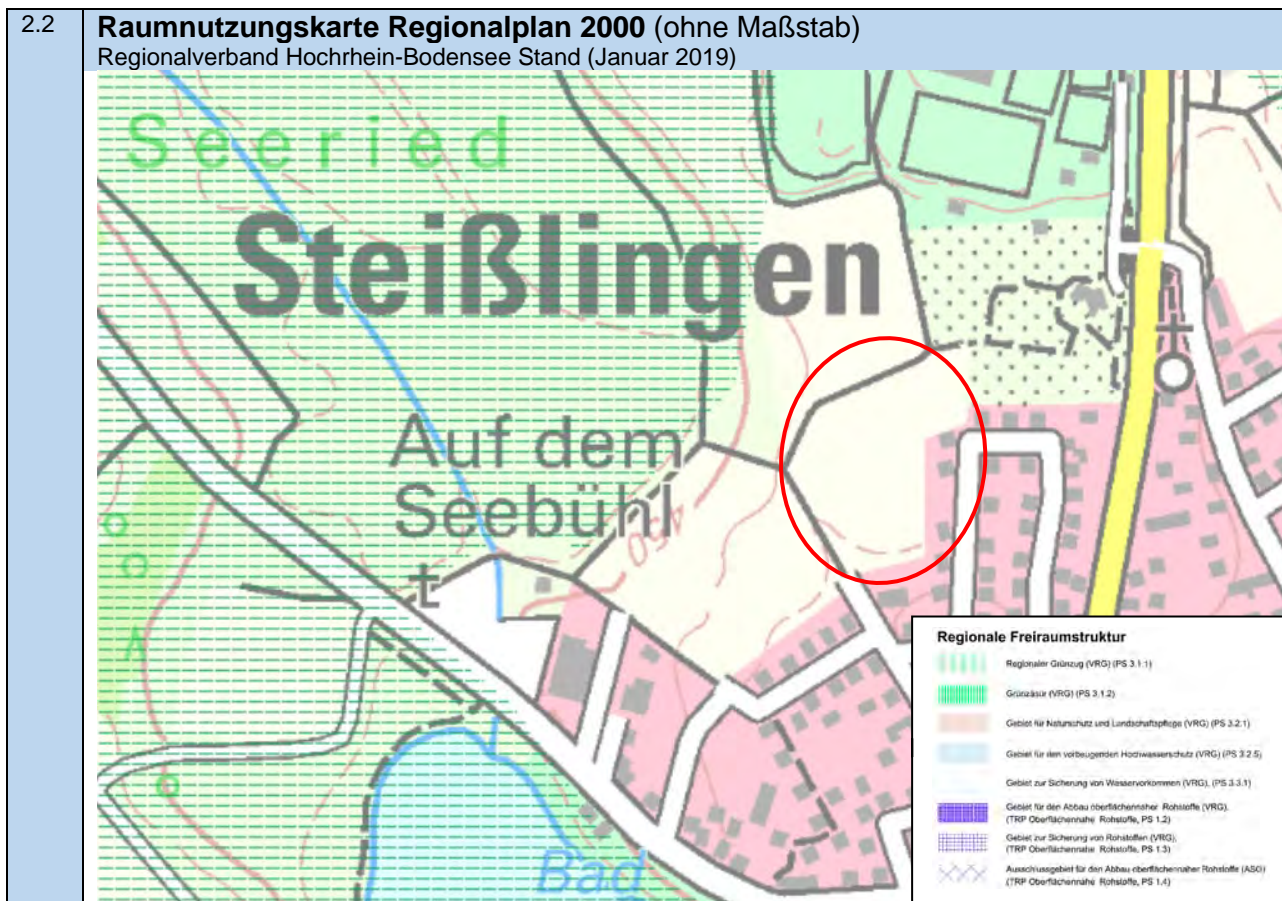 2.2
Raumnutzungskarte Regionalplan 2000 (ohne Maßstab)
Regionalverband Hochrhein-Bodensee Stand (Januar 2019)
Seeried
Steißlingen
Auf dem
Seebühl
450
Bad
Regionale Freiraumstruktur
Regionaler Grünzug (VRG) (PS 3.1.1)
Grünzäsur (VRG) (PS 3.1.2)
Gebiet für Naturschutz und Landschaftspflege (VRG) (PS 3.2.1)
Gebiet für den vorbeugenden Hochwasserschutz (VRG) (PS 3.2.5)
Gebiet zur Sicherung von Wasservorkommen (VRG), (PS 3.3.1)
Gebiet für den Abbau oberflächennaher Rohstoffe (VRG),
(TRP Oberflächennahe Rohstoffe, PS 1.2)
Gebiet zur Sicherung von Rohstoffen (VRG),
(TRP Oberflächennahe Rohstoffe, PS 1.3)
Ausschlussgebiet für den Abbau oberflächennaher Rohstoffe (ASG)
(TRP Oberflächennahe Rohstoffe, PS 1.4)